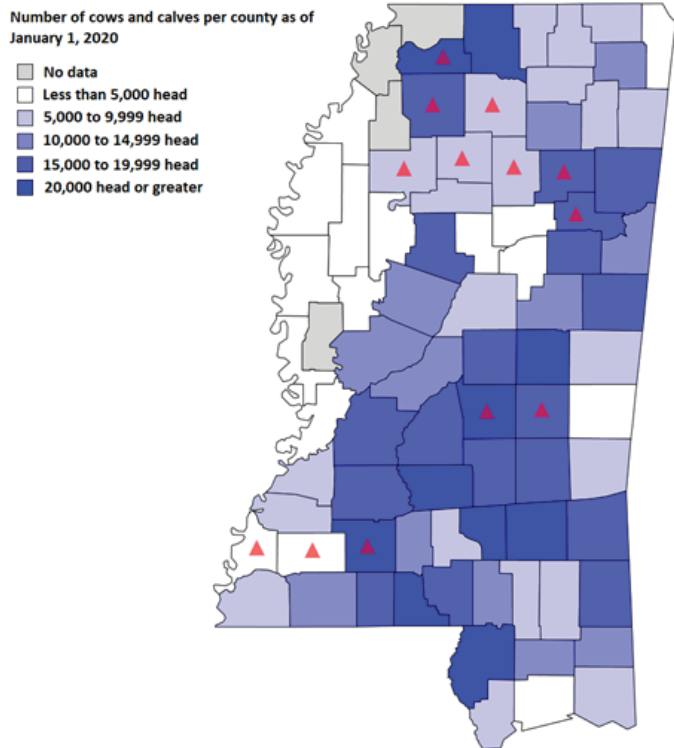 Number of cows and calves per county as of
January 1, 2020
No data
Less than 5,000 head
5,000 to 9,999 head
10,000 to 14,999 head
15,000 to 19,999 head
20,000 head or greater